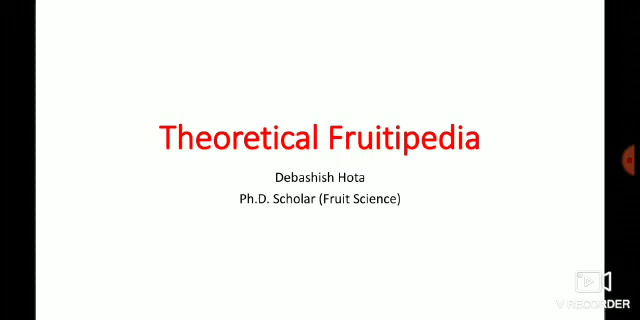 Theoretical Fruitipedia
Debashish Hota
Ph.D. Scholar (Fruit Science)
V RECORDER